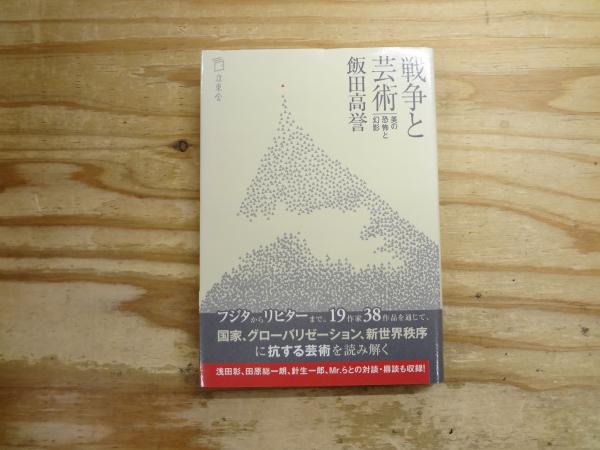 戦争と
芸術
美の
恐怖と
幻影
飯田高誉
立東舎
フジタからリヒターまで。19作家38作品を通じて、
国家、グローバリゼーション、新世界秩序
に抗する芸術を読み解く
浅田彰、田原総一朗、針生一郎、Mr.らとの対談・鼎談も収録!